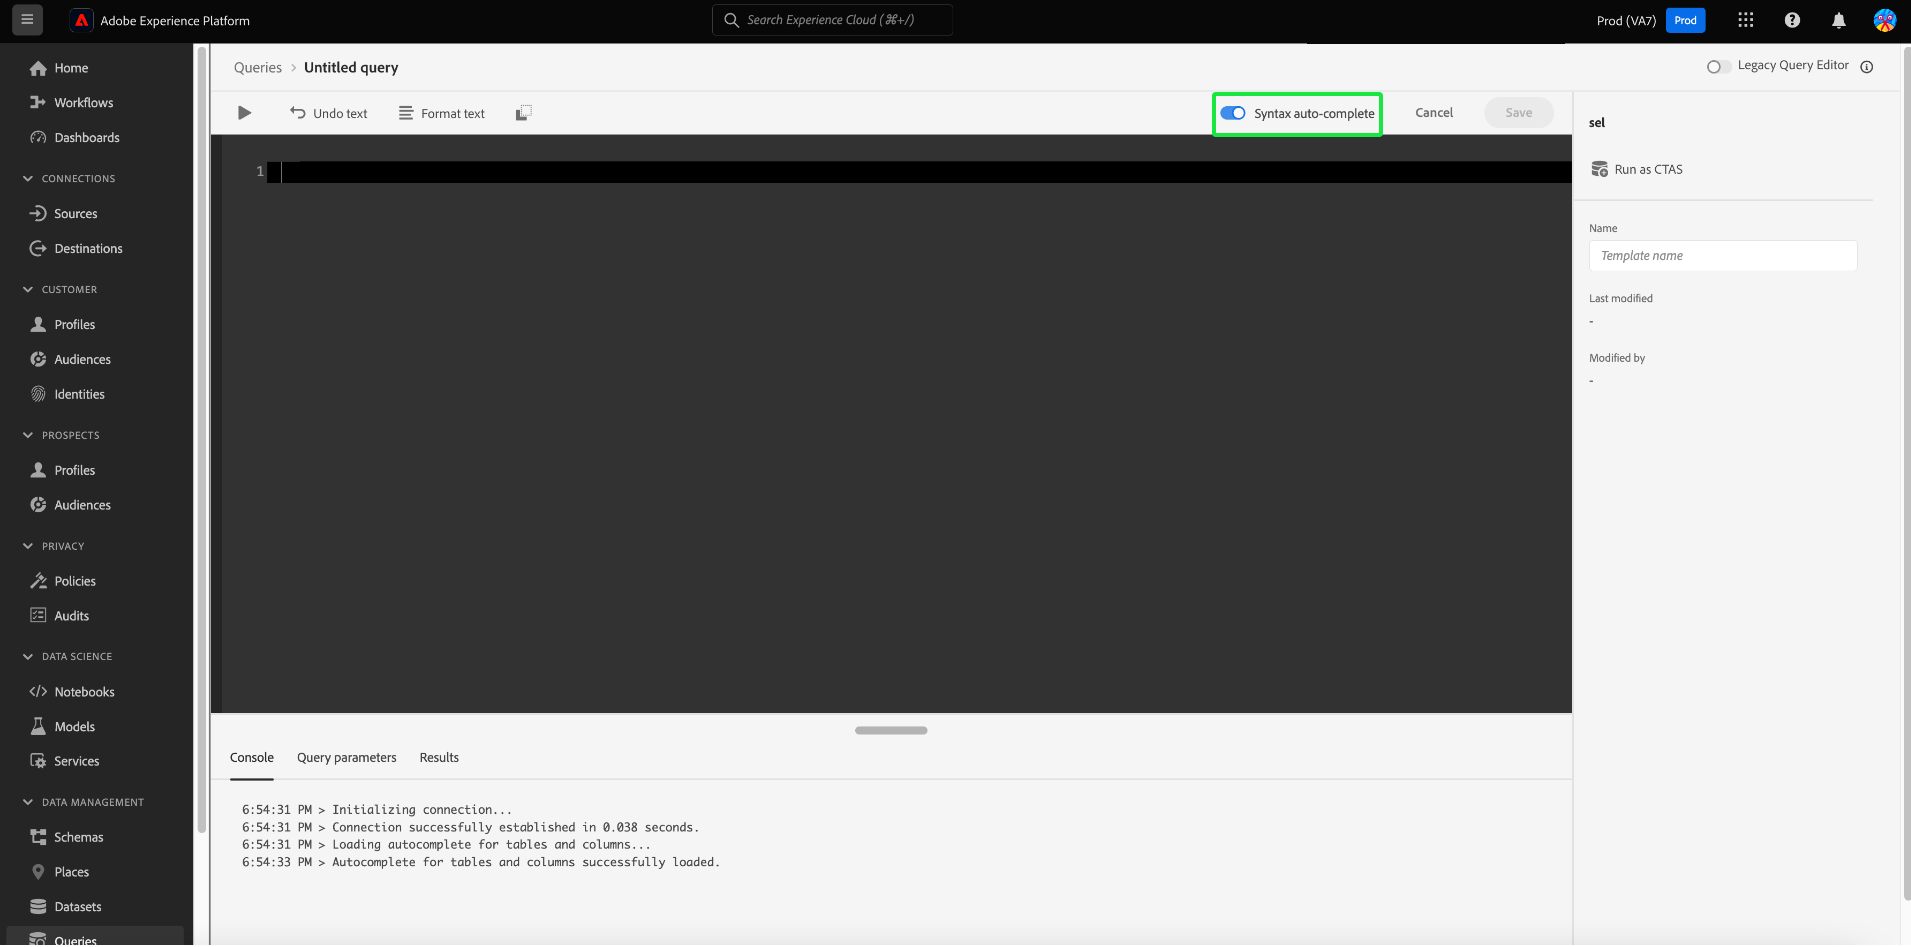 Adobe Experience Platform
Search Experience Cloud (⌘+/)
Prod (VA7)
Prod
Home
Workflows
Dashboards
CONNECTIONS
Sources
Destinations
CUSTOMER
Profiles
Audiences
Identities
PROSPECTS
Profiles
Audiences
PRIVACY
Policies
Audits
DATA SCIENCE
Notebooks
Models
Services
DATA MANAGEMENT
Schemas
Places
Datasets
Queries
Queries > Untitled query
Legacy Query Editor
Undo text
Format text
Syntax auto-complete
Cancel
Save
1
sel
Run as CTAS
Name
Template name
Last modified
-
Modified by
-
Console
Query parameters
Results
6:54:31 PM > Initializing connection...
6:54:31 PM > Connection successfully established in 0.038 seconds.
6:54:31 PM > Loading autocomplete for tables and columns...
6:54:33 PM > Autocomplete for tables and columns successfully loaded.